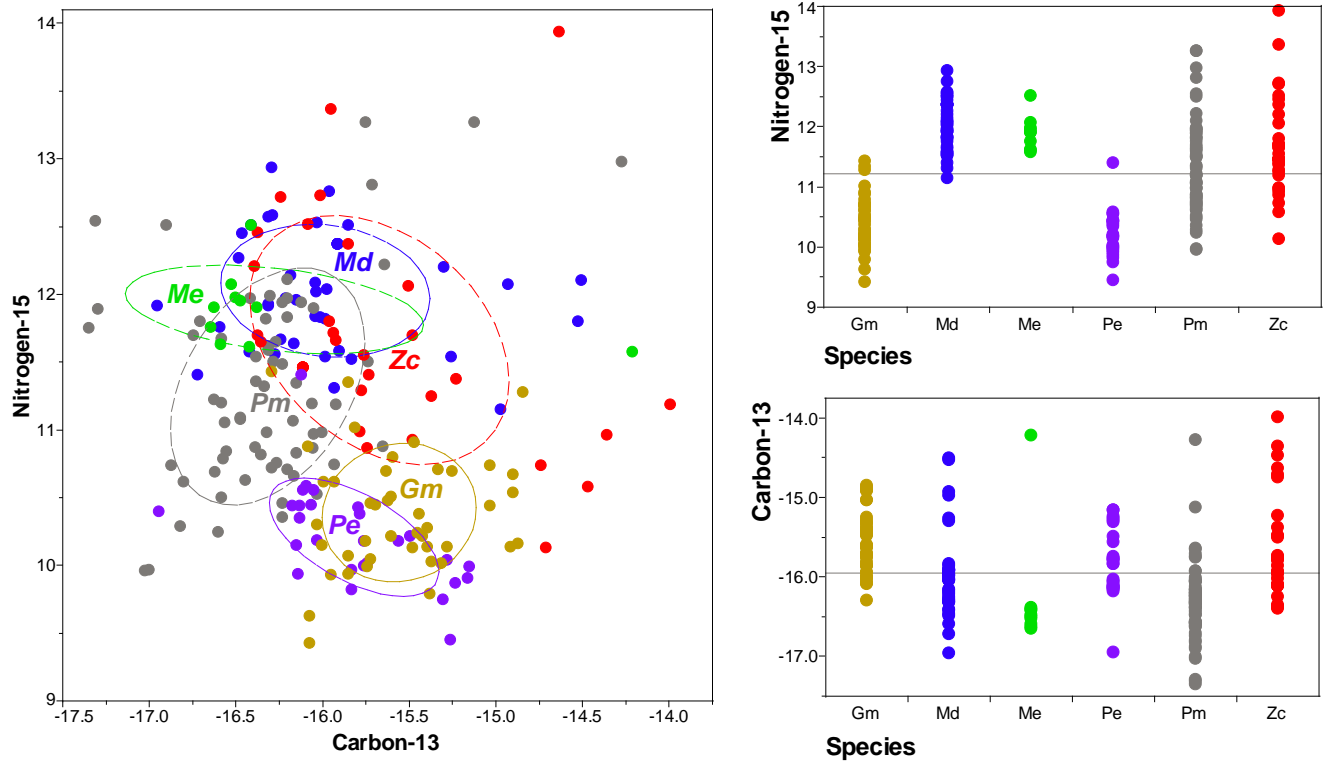 Nitrogen-15
14
13
12
11
10
9
-17.5 -17.0 -16.5 -16.0 -15.5 -15.0 -14.5 -14.0
Carbon-13
Md
Me
Zc
Pm
Gm
Pe
Nitrogen-15
14
13
12
11
10
9
Gm Md Me Pe Pm Zc
Species
Carbon-13
-14.0
-15.0
-16.0
-17.0
Gm Md Me Pe Pm Zc
Species